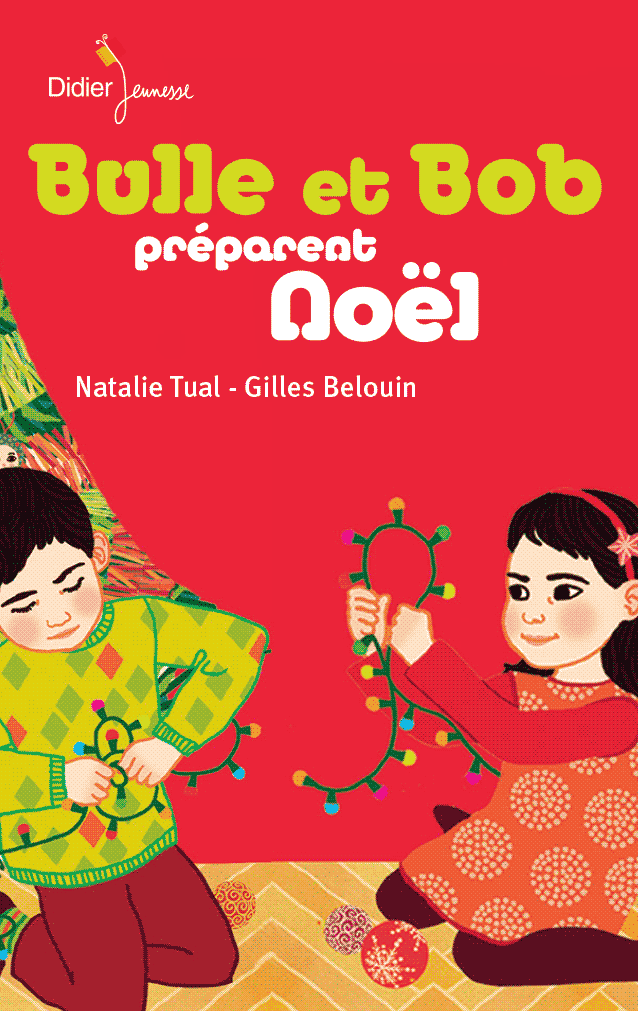 Didier Jeunesse
Bulle et Bob
préparent
Noël
Natalie Tual - Gilles Belouin